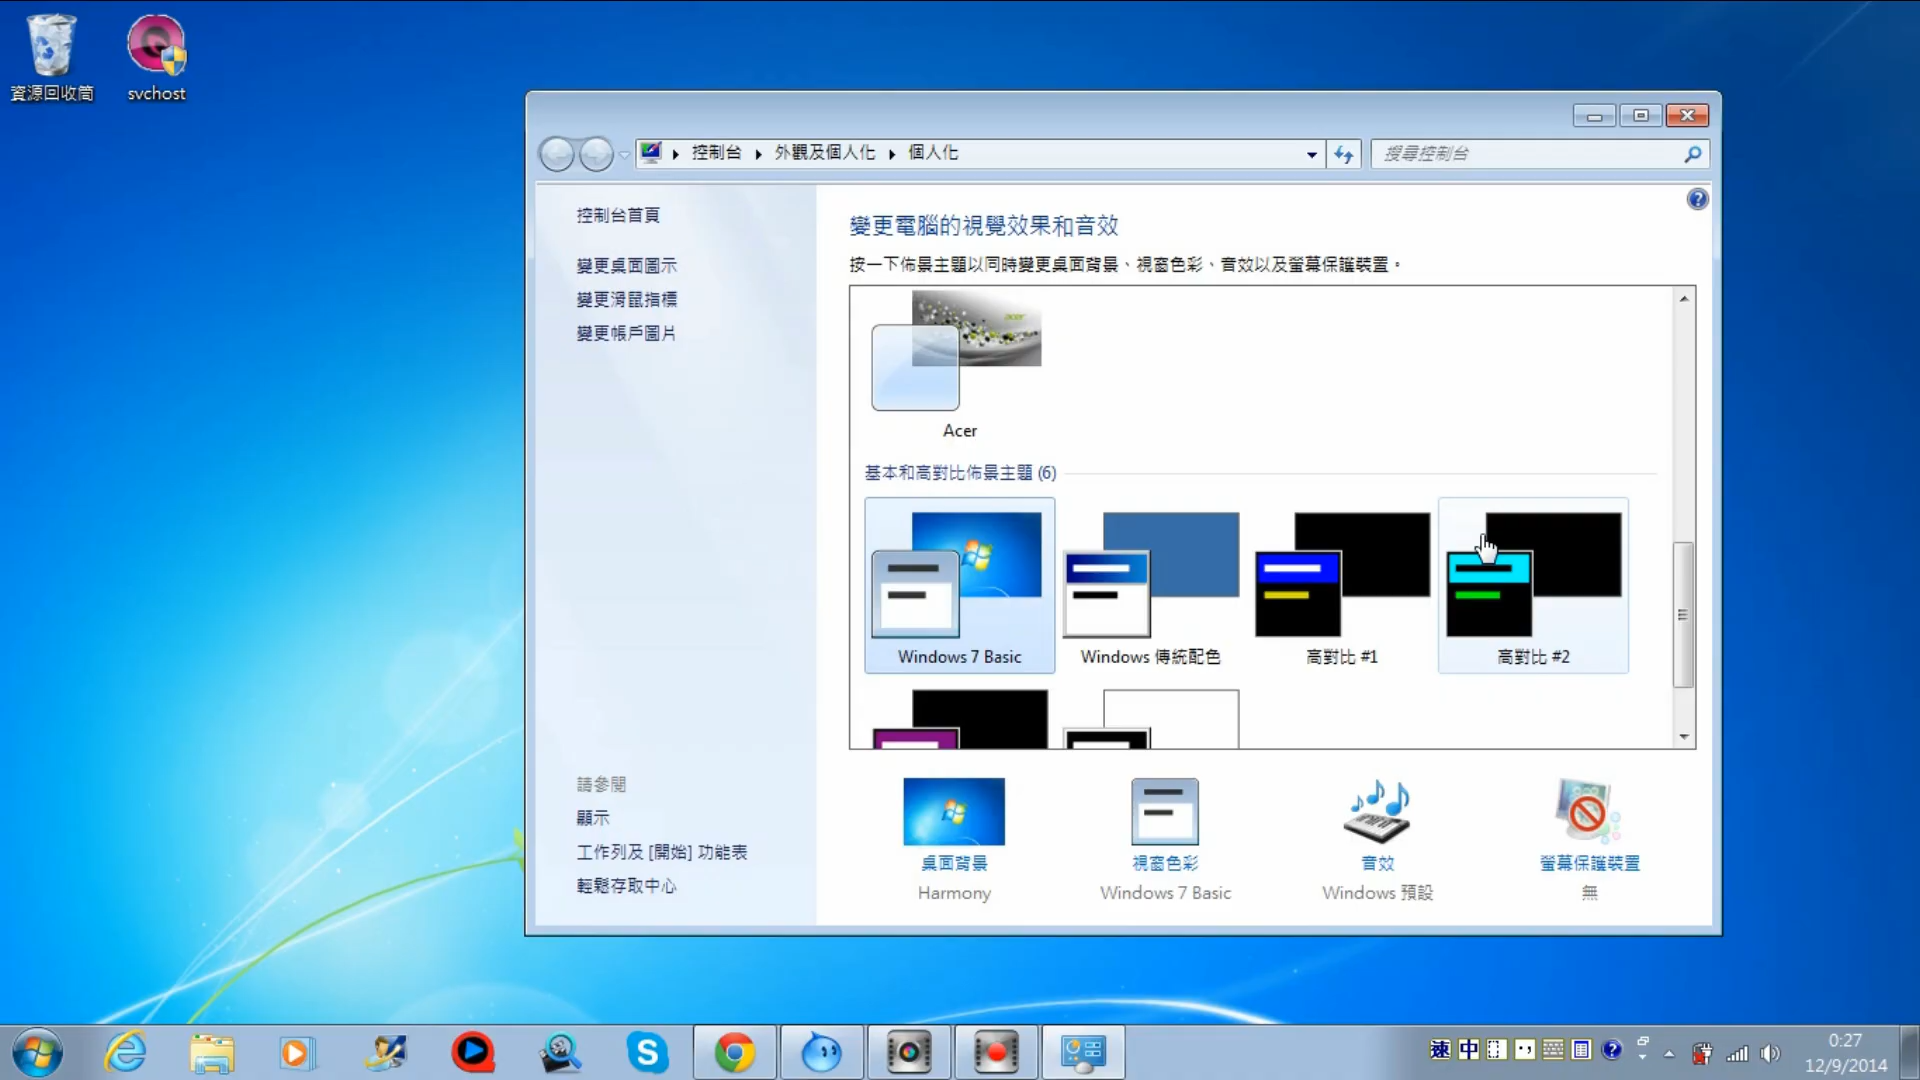 資源回收筒
svchost
控制台 外觀及個人化 個人化
搜尋控制台
控制台首頁
變更桌面圖示
變更滑鼠指標
變更帳戶圖片
請參閱
顯示
工作列及 [開始] 功能表
輕鬆存取中心
變更電腦的視覺效果和音效
按一下佈景主題以同時變更桌面背景、視窗色彩、音效以及螢幕保護裝置。
acer
Acer
基本和高對比佈景主題 (6)
Windows 7 Basic
Windows 傳統配色
高對比 #1
高對比 #2
桌面背景
Harmony
視窗色彩
Windows 7 Basic
音效
Windows 預設
螢幕保護裝置
無
速 中
0:27
12/9/2014